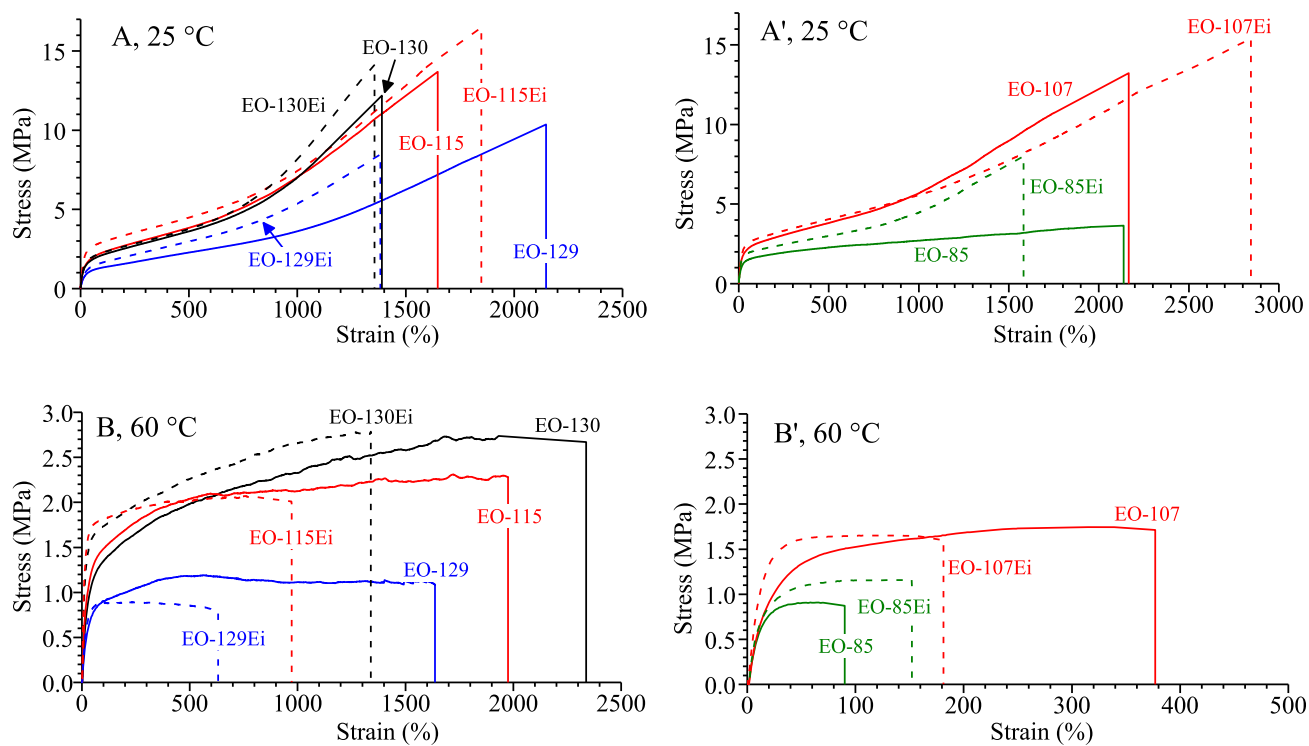 A, 25 °C
EO-130
EO-130Ei
EO-115Ei
EO-115
EO-129Ei
EO-129
Stress (MPa)
0
5
10
15
0
500
1000
1500
2000
2500
Strain (%)
A', 25 °C
EO-107Ei
EO-107
EO-85Ei
EO-85
Stress (MPa)
0
5
10
15
0
500
1000
1500
2000
2500
3000
Strain (%)
B, 60 °C
EO-130Ei
EO-130
EO-115
EO-115Ei
EO-129
EO-129Ei
Stress (MPa)
0.0
0.5
1.0
1.5
2.0
2.5
3.0
0
500
1000
1500
2000
2500
Strain (%)
B', 60 °C
EO-107
EO-107Ei
EO-85Ei
EO-85
Stress (MPa)
0.0
0.5
1.0
1.5
2.0
2.5
3.0
0
100
200
300
400
500
Strain (%)